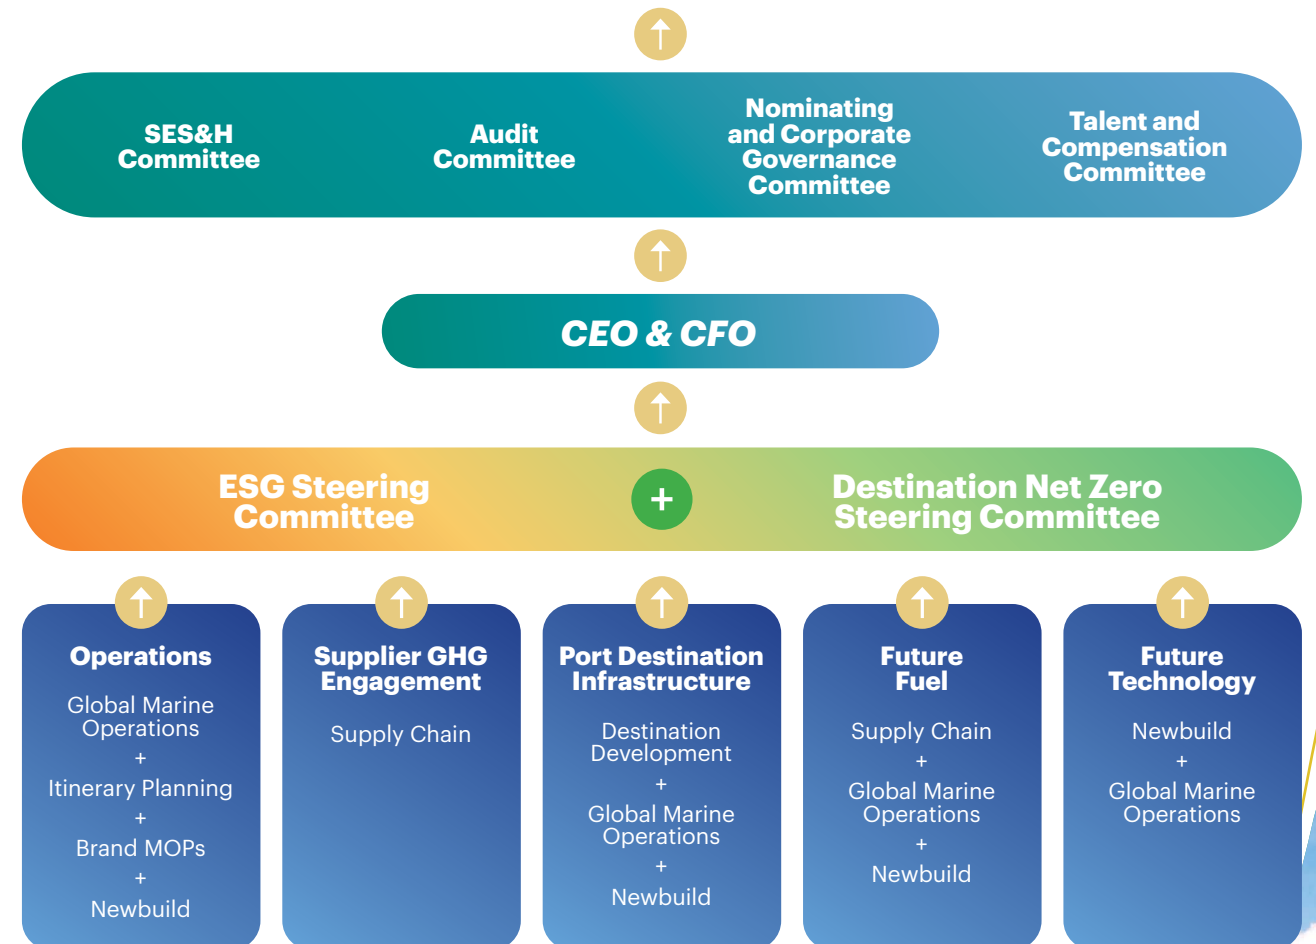 SES&H
Committee
Audit
Committee
Nominating
and Corporate
Governance
Committee
Talent and
Compensation
Committee
CEO & CFO
ESG Steering
Committee
+
Destination Net Zero
Steering Committee
Operations
Global Marine
Operations
+
Itinerary Planning
+
Brand MOPs
+
Newbuild
Supplier GHG
Engagement
Supply Chain
Port Destination
Infrastructure
Destination
Development
+
Global Marine
Operations
+
Newbuild
Future
Fuel
Supply Chain
+
Global Marine
Operations
+
Newbuild
Future
Technology
Newbuild
+
Global Marine
Operations